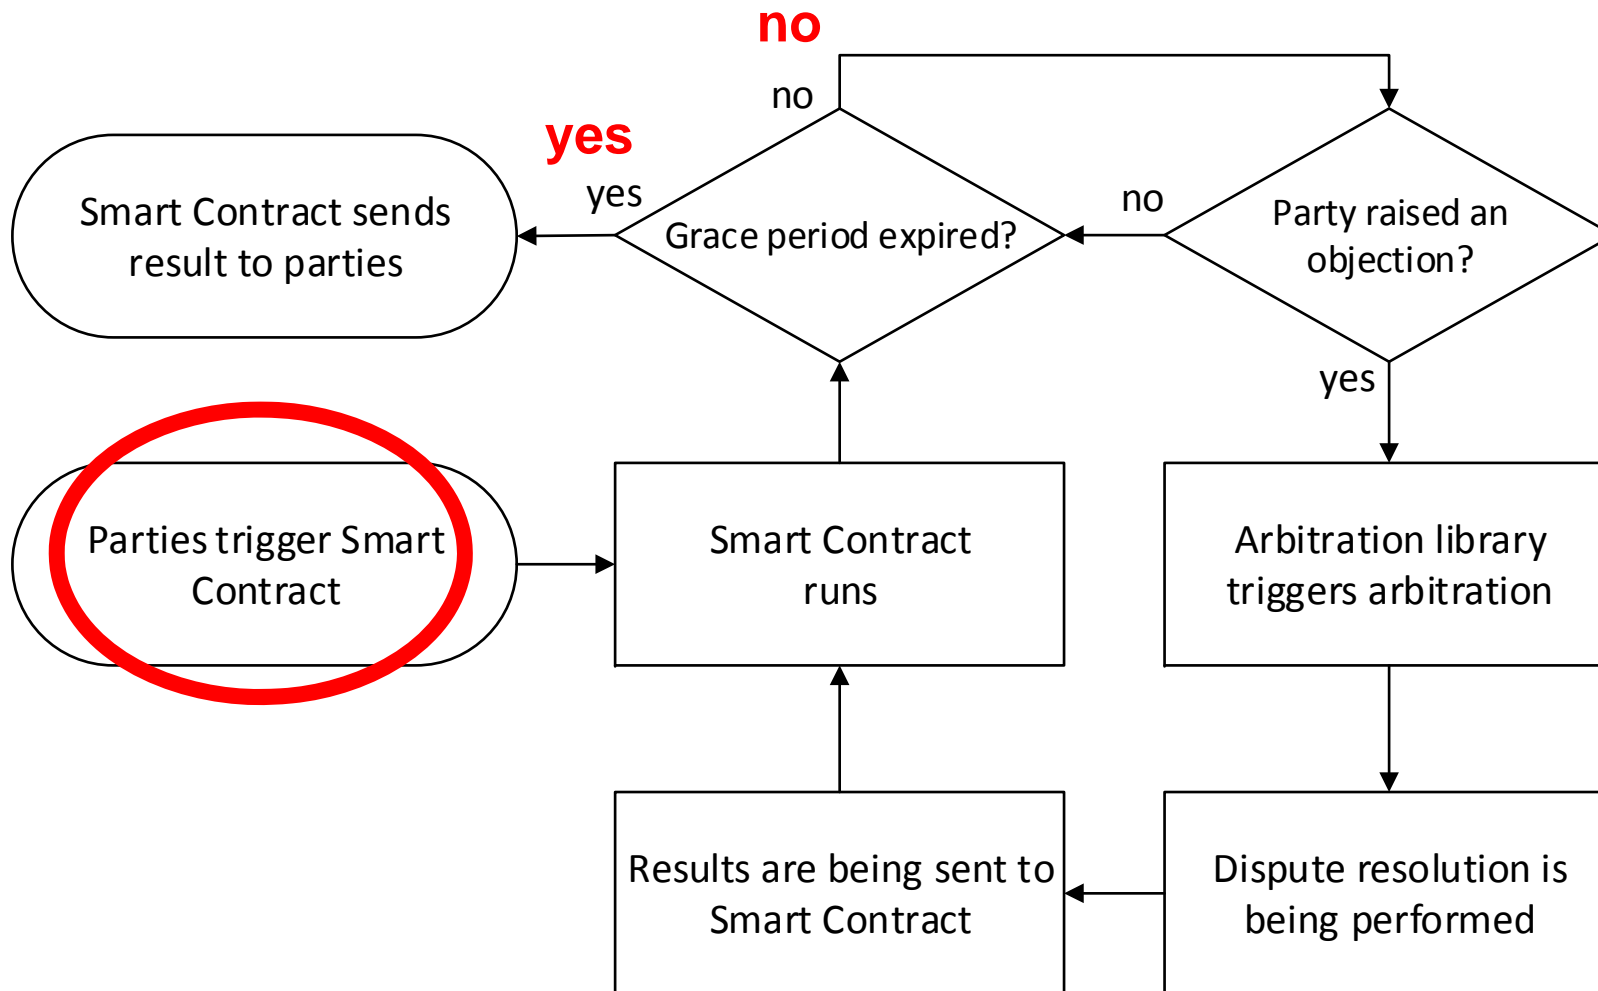 no
no
yes
yes
Smart Contract sends
result to parties
Grace period expired?
no
Party raised an
objection?
yes
Parties trigger Smart
Contract
Smart Contract
runs
Arbitration library
triggers arbitration
Results are being sent to
Smart Contract
Dispute resolution is
being performed